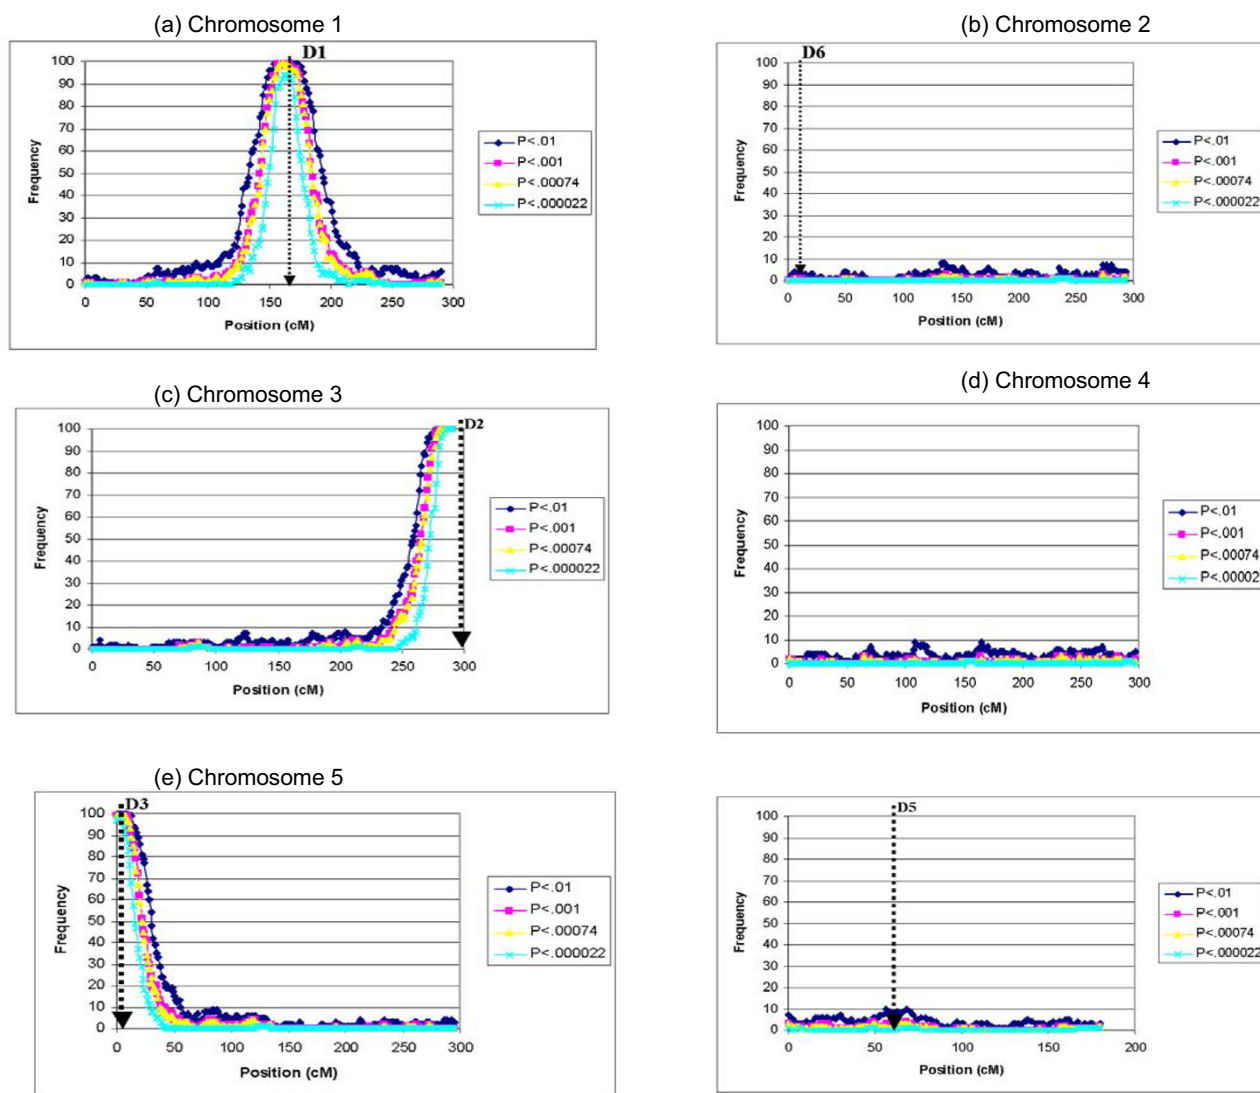 (a) Chromosome 1
D1
100
90
80
70
60
50
40
30
20
10
0
Frequency
0 50 100 150 200 250 300
Position (cM)
P<.01
P<.001
P<.00074
P<.000022
(b) Chromosome 2
D6
100
90
80
70
60
50
40
30
20
10
0
Frequency
0 50 100 150 200 250 300
Position (cM)
P<.01
P<.001
P<.00074
P<.000022
(c) Chromosome 3
D2
100
90
80
70
60
50
40
30
20
10
0
Frequency
0 50 100 150 200 250 300
Position (cM)
P<.01
P<.001
P<.00074
P<.000022
(d) Chromosome 4
100
90
80
70
60
50
40
30
20
10
0
Frequency
0 50 100 150 200 250 300
Position (cM)
P<.01
P<.001
P<.00074
P<.00002
(e) Chromosome 5
D3
100
90
80
70
60
50
40
30
20
10
0
Frequency
0 50 100 150 200 250 300
Position (cM)
P<.01
P<.001
P<.00074
P<.000022
D5
100
90
80
70
60
50
40
30
20
10
0
Frequency
0 50 100 150 200
Position (cM)
P<.01
P<.001
P<.00074
P<.000022